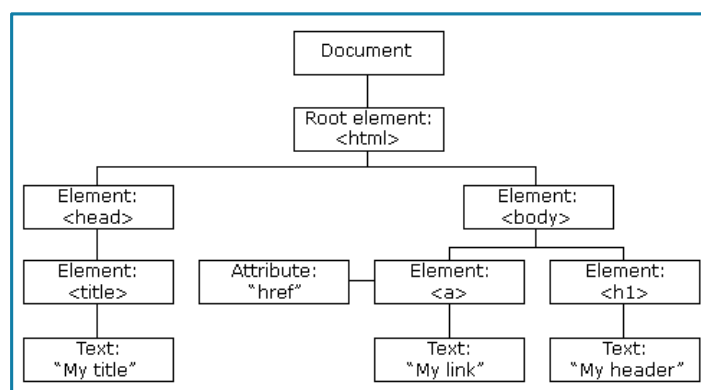 Document
Root element:
<html>
Element:
<head>
Element:
<body>
Element:
<title>
Attribute:
"href"
Element:
<a>
Element:
<h1>
Text:
"My title"
Text:
"My link"
Text:
"My header"